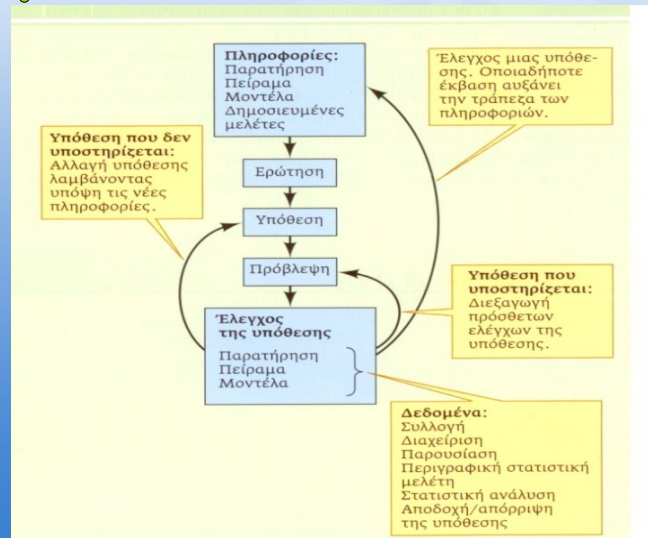 Πληροφορίες:
Παρατήρηση
Πείραμα
Μοντέλα
Δημοσιευμένες
μελέτες
Έλεγχος μιας υπόθε-
σης. Οποιαδήποτε
έκβαση αυξάνει
την τράπεζα των
πληροφοριών.
Υπόθεση που δεν
υποστηρίζεται:
Αλλαγή υπόθεσης
λαμβάνοντας
υπόψη τις νέες
πληροφορίες.
Ερώτηση
Υπόθεση
Πρόβλεψη
Υπόθεση που
υποστηρίζεται:
Διεξαγωγή
πρόσθετων
ελέγχων της
υπόθεσης.
Έλεγχος
της υπόθεσης
Παρατήρηση
Πείραμα
Μοντέλα
Δεδομένα:
Συλλογή
Διαχείριση
Παρουσίαση
Περιγραφική στατιστική
μελέτη
Στατιστική ανάλυση
Αποδοχή/απόρριψη
της υπόθεσης